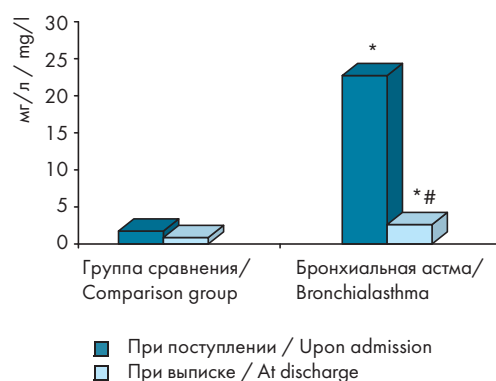 мг/л / mg/l
30
25
20
15
10
5
0
*
*#
Группа сравнения/
Comparison group
Бронхиальная астма/
Bronchialasthma
При поступлении / Upon admission
При выписке / At discharge